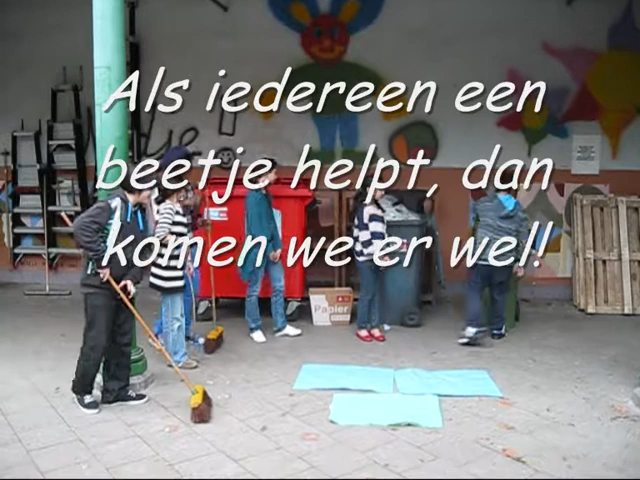 Als iedereen een
beetje helpt, dan
komen we er wel!
Papier